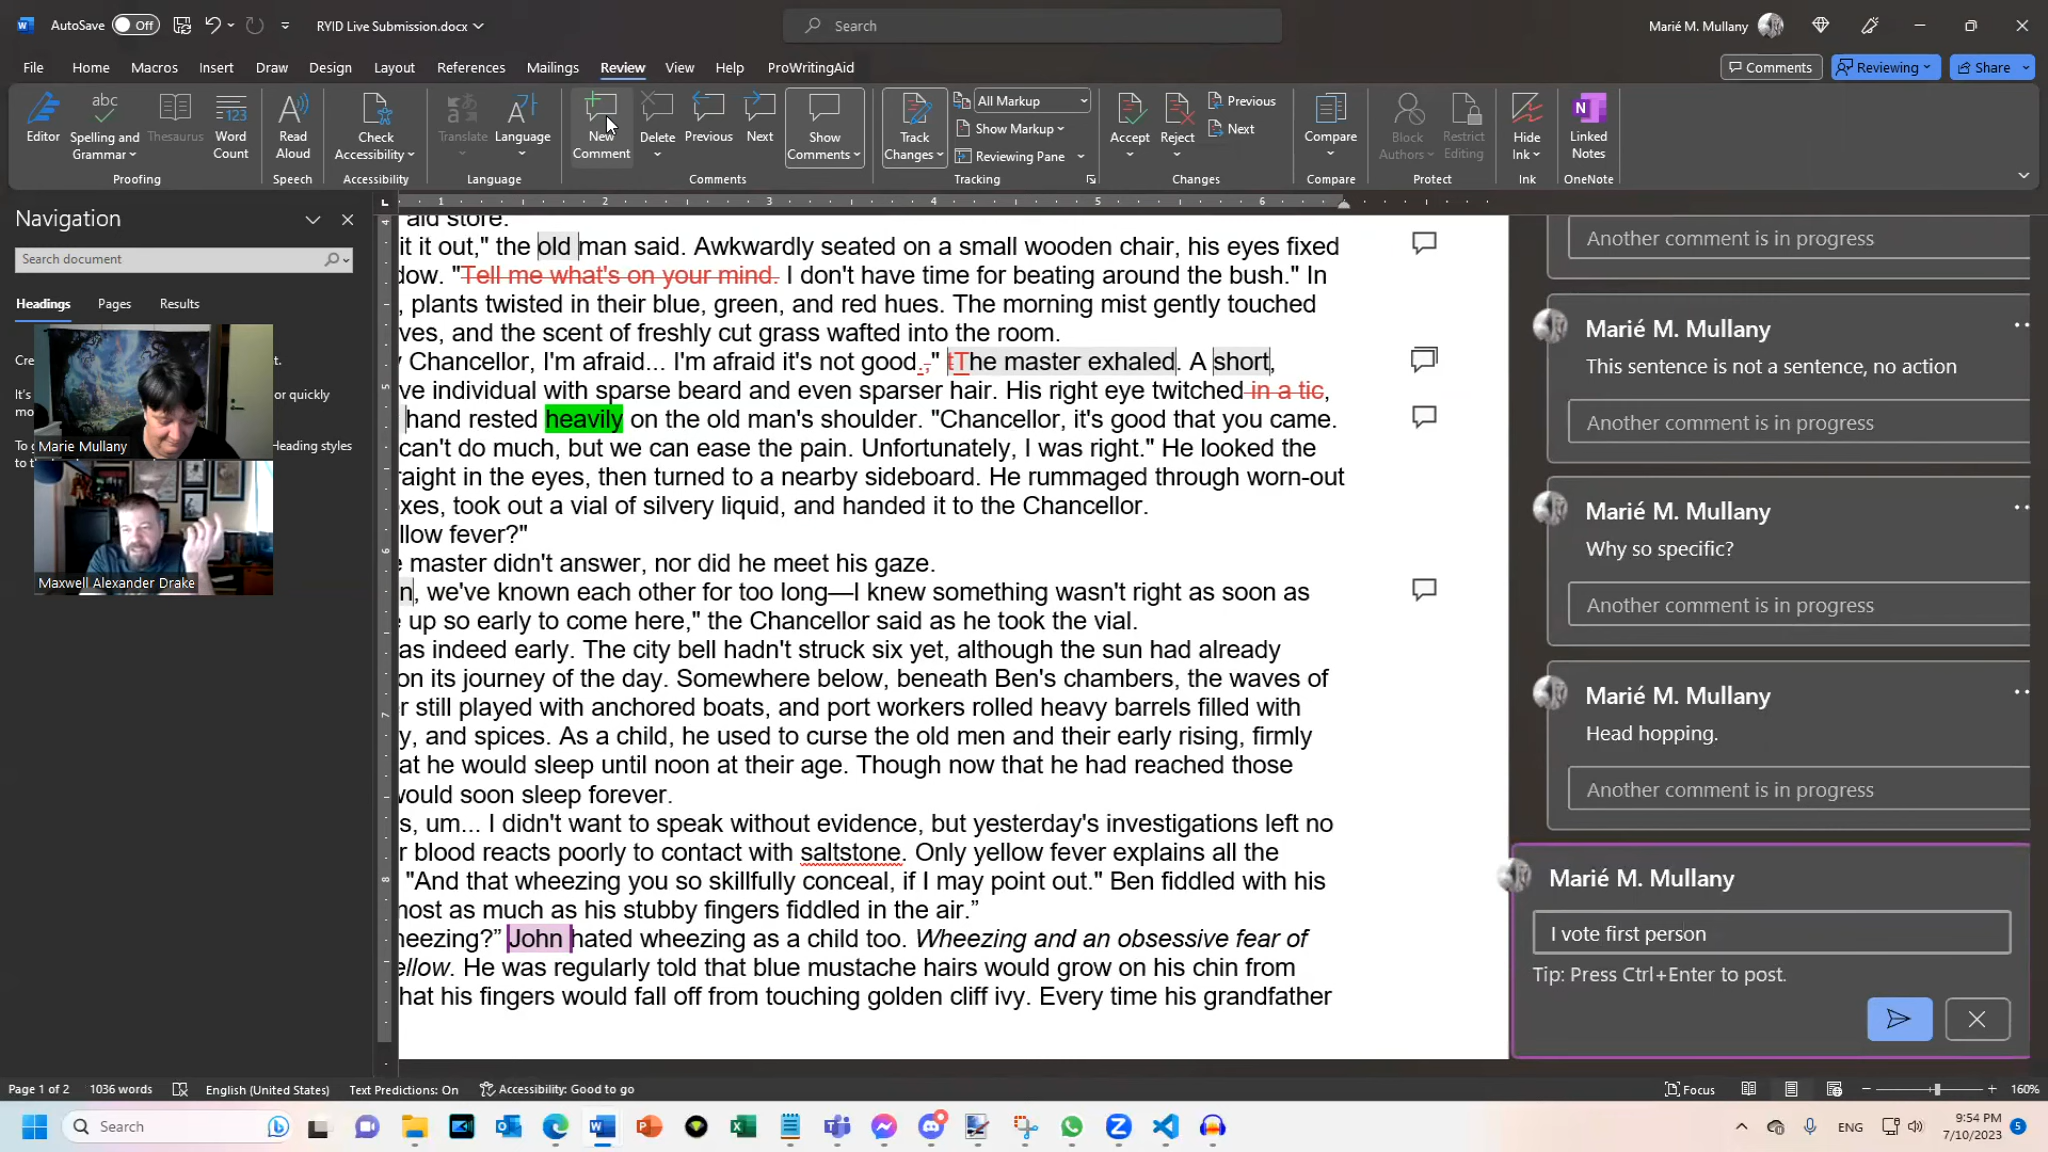 AutoSave
Off
RYID Live Submission.docx
Search
Marié M. Mullany
File
Home
Macros
Insert
Draw
Design
Layout
References
Mailings
Review
View
Help
ProWritingAid
Comments
Reviewing
Share
Editor
Spelling and
Grammar
Thesaurus
Word
Count
Read
Aloud
Check
Accessibility
Translate
Language
New
Comment
Delete
Previous
Next
Show
Comments
Track
Changes
All Markup
Show Markup
Reviewing Pane
Accept
Reject
Previous
Next
Compare
Block
Authors
Restrict
Editing
Hide
Ink
Linked
Notes
Proofing
Speech
Accessibility
Language
Comments
Tracking
Changes
Compare
Protect
Ink
OneNote
Navigation
Search document
Headings
Pages
Results
It's
or quickly
Heading styles
Marie Mullany
Maxwell Alexander Drake
aid store.
it it out," the old man said. Awkwardly seated on a small wooden chair, his eyes fixed
dow. "Tell me what's on your mind. I don't have time for beating around the bush." In
, plants twisted in their blue, green, and red hues. The morning mist gently touched
ves, and the scent of freshly cut grass wafted into the room.
y Chancellor, I'm afraid... I'm afraid it's not good.," tThe master exhaled. A short,
ve individual with sparse beard and even sparser hair. His right eye twitched in a tic,
hand rested heavily on the old man's shoulder. "Chancellor, it's good that you came.
can't do much, but we can ease the pain. Unfortunately, I was right." He looked the
raight in the eyes, then turned to a nearby sideboard. He rummaged through worn-out
xes, took out a vial of silvery liquid, and handed it to the Chancellor.
llow fever?"
e master didn't answer, nor did he meet his gaze.
n, we've known each other for too long—I knew something wasn't right as soon as
e up so early to come here," the Chancellor said as he took the vial.
as indeed early. The city bell hadn't struck six yet, although the sun had already
on its journey of the day. Somewhere below, beneath Ben's chambers, the waves of
r still played with anchored boats, and port workers rolled heavy barrels filled with
y, and spices. As a child, he used to curse the old men and their early rising, firmly
at he would sleep until noon at their age. Though now that he had reached those
would soon sleep forever.
s, um... I didn't want to speak without evidence, but yesterday's investigations left no
r blood reacts poorly to contact with saltstone. Only yellow fever explains all the
"And that wheezing you so skillfully conceal, if I may point out." Ben fiddled with his
most as much as his stubby fingers fiddled in the air.”
heezing?” John hated wheezing as a child too. Wheezing and an obsessive fear of
ellow. He was regularly told that blue mustache hairs would grow on his chin from
hat his fingers would fall off from touching golden cliff ivy. Every time his grandfather
Another comment is in progress
Marié M. Mullany
This sentence is not a sentence, no action
Another comment is in progress
Marié M. Mullany
Why so specific?
Another comment is in progress
Marié M. Mullany
Head hopping.
Another comment is in progress
Marié M. Mullany
I vote first person
Tip: Press Ctrl+Enter to post.
Page 1 of 2
1036 words
English (United States)
Text Predictions: On
Accessibility: Good to go
Focus
160%
Search
ENG
9:54 PM
7/10/2023
5